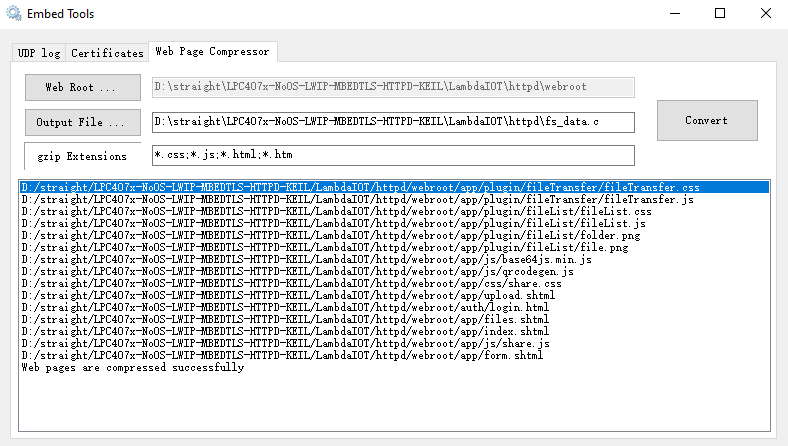 Embed Tools
UDP log Certificates Web Page Compressor
Web Root ... D:\straight\LPC407x-NoOS-LWIP-MBEDTLS-HTTPD-KEIL\LambdaIOT\httpd\webroot
Output File ... D:\straight\LPC407x-NoOS-LWIP-MBEDTLS-HTTPD-KEIL\LambdaIOT\httpd\fs_data.c
Convert
gzip Extensions *.css;*.js;*.html;*.htm
D:/straight/LPC407x-NoOS-LWIP-MBEDTLS-HTTPD-KEIL/LambdaIOT/httpd/webroot/app/plugin/fileTransfer/fileTransfer.css
D:/straight/LPC407x-NoOS-LWIP-MBEDTLS-HTTPD-KEIL/LambdaIOT/httpd/webroot/app/plugin/fileTransfer/fileTransfer.js
D:/straight/LPC407x-NoOS-LWIP-MBEDTLS-HTTPD-KEIL/LambdaIOT/httpd/webroot/app/plugin/fileList/fileList.css
D:/straight/LPC407x-NoOS-LWIP-MBEDTLS-HTTPD-KEIL/LambdaIOT/httpd/webroot/app/plugin/fileList/fileList.js
D:/straight/LPC407x-NoOS-LWIP-MBEDTLS-HTTPD-KEIL/LambdaIOT/httpd/webroot/app/plugin/fileList/folder.png
D:/straight/LPC407x-NoOS-LWIP-MBEDTLS-HTTPD-KEIL/LambdaIOT/httpd/webroot/app/plugin/fileList/file.png
D:/straight/LPC407x-NoOS-LWIP-MBEDTLS-HTTPD-KEIL/LambdaIOT/httpd/webroot/app/js/base64js.min.js
D:/straight/LPC407x-NoOS-LWIP-MBEDTLS-HTTPD-KEIL/LambdaIOT/httpd/webroot/app/js/qrcodegen.js
D:/straight/LPC407x-NoOS-LWIP-MBEDTLS-HTTPD-KEIL/LambdaIOT/httpd/webroot/app/css/share.css
D:/straight/LPC407x-NoOS-LWIP-MBEDTLS-HTTPD-KEIL/LambdaIOT/httpd/webroot/app/upload.shtml
D:/straight/LPC407x-NoOS-LWIP-MBEDTLS-HTTPD-KEIL/LambdaIOT/httpd/webroot/auth/login.html
D:/straight/LPC407x-NoOS-LWIP-MBEDTLS-HTTPD-KEIL/LambdaIOT/httpd/webroot/app/files.shtml
D:/straight/LPC407x-NoOS-LWIP-MBEDTLS-HTTPD-KEIL/LambdaIOT/httpd/webroot/app/index.shtml
D:/straight/LPC407x-NoOS-LWIP-MBEDTLS-HTTPD-KEIL/LambdaIOT/httpd/webroot/app/js/share.js
D:/straight/LPC407x-NoOS-LWIP-MBEDTLS-HTTPD-KEIL/LambdaIOT/httpd/webroot/app/form.shtml
Web pages are compressed successfully